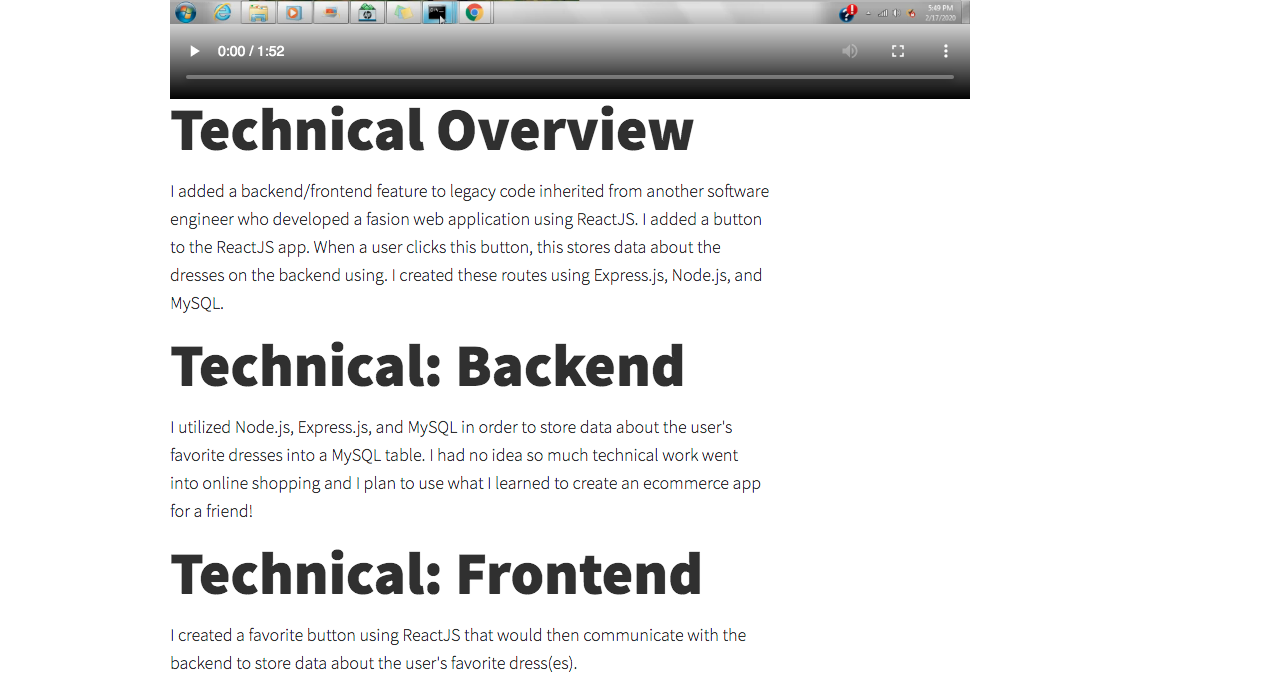 5:49 PM
2/17/2020
0:00 / 1:52
Technical Overview
I added a backend/frontend feature to legacy code inherited from another software
engineer who developed a fasion web application using ReactJS. I added a button
to the ReactJS app. When a user clicks this button, this stores data about the
dresses on the backend using. I created these routes using Express.js, Node.js, and
MySQL.
Technical: Backend
I utilized Node.js, Express.js, and MySQL in order to store data about the user's
favorite dresses into a MySQL table. I had no idea so much technical work went
into online shopping and I plan to use what I learned to create an ecommerce app
for a friend!
Technical: Frontend
I created a favorite button using ReactJS that would then communicate with the
backend to store data about the user's favorite dress(es).